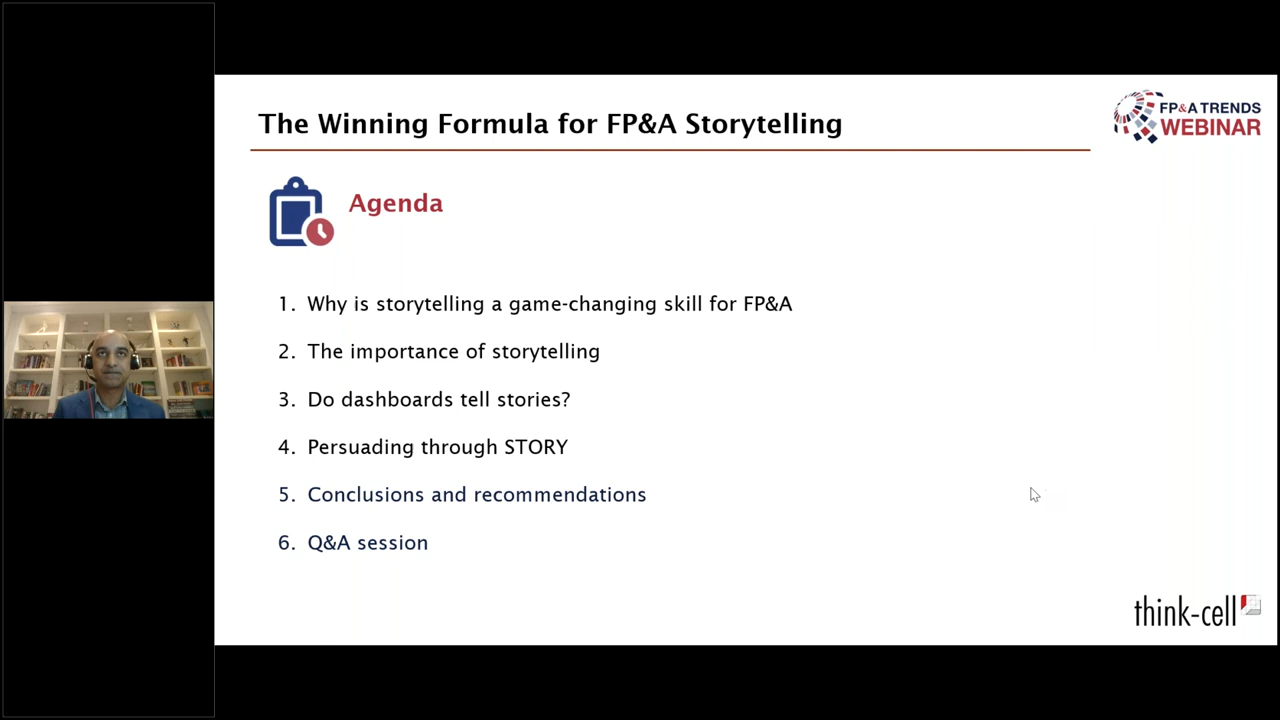 The Winning Formula for FP&A Storytelling
FP&A TRENDS
WEBINAR
Agenda
1. Why is storytelling a game-changing skill for FP&A
2. The importance of storytelling
3. Do dashboards tell stories?
4. Persuading through STORY
5. Conclusions and recommendations
6. Q&A session
think-cell